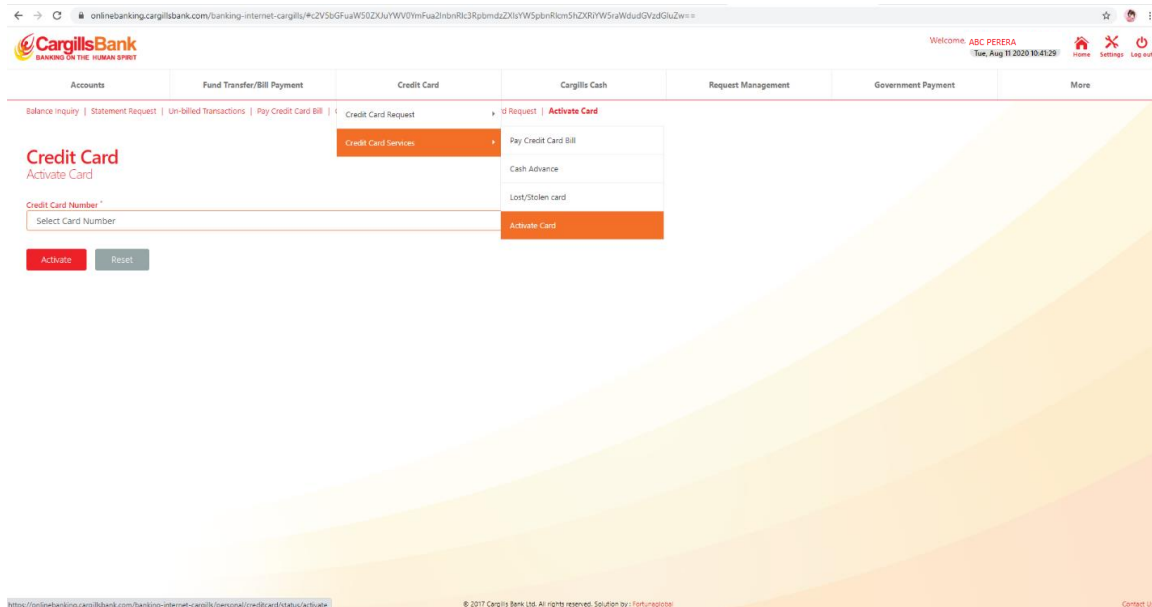 onlinebanking.cargillsbank.com/banking-internet-cargills/#c2V5bGFuaW50ZXJuYWV0YmFua2InbnRlc3RpbmdzZXIsYW5pbnRlcm5hZXRiYW5raWdudGVzdGluZw==
CargillsBank
BANKING ON THE HUMAN SPIRIT
Welcome, ABC PERERA
Tue, Aug 11 2020 10:41:29
Home Settings Log out
Accounts Fund Transfer/Bill Payment Credit Card Cargills Cash Request Management Government Payment More
Balance Inquiry | Statement Request | Un-billed Transactions | Pay Credit Card Bill | d Request | Activate Card
Credit Card Request
Credit Card Services
Pay Credit Card Bill
Cash Advance
Lost/Stolen card
Activate Card
Credit Card
Activate Card
Credit Card Number *
Select Card Number
Activate Reset
https://onlinebanking.cargillsbank.com/banking-internet-cargills/personal/creditcard/status/activate
© 2017 Cargills Bank Ltd. All rights reserved. Solution by : Fortunaglobal
Contact Us